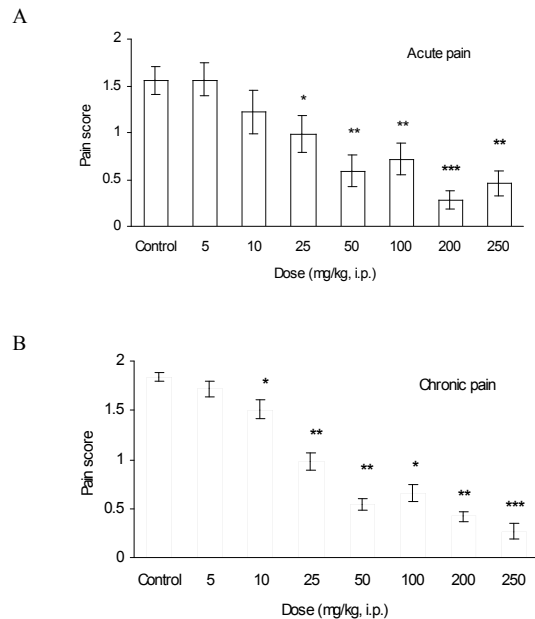 A
2
Acute pain
1.5
*
1
** ** **
***
0.5
0
Pain score
Control 5 10 25 50 100 200 250
Dose (mg/kg, i.p.)
B
2
Chronic pain
*
1.5
**
1
** * **
***
0.5
0
Pain score
Control 5 10 25 50 100 200 250
Dose (mg/kg, i.p.)